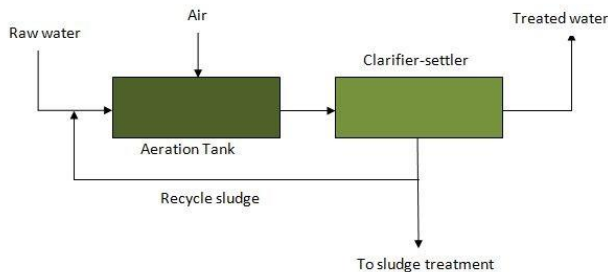 Air
Treated water
Raw water
Clarifier-settler
Aeration Tank
Recycle sludge
To sludge treatment